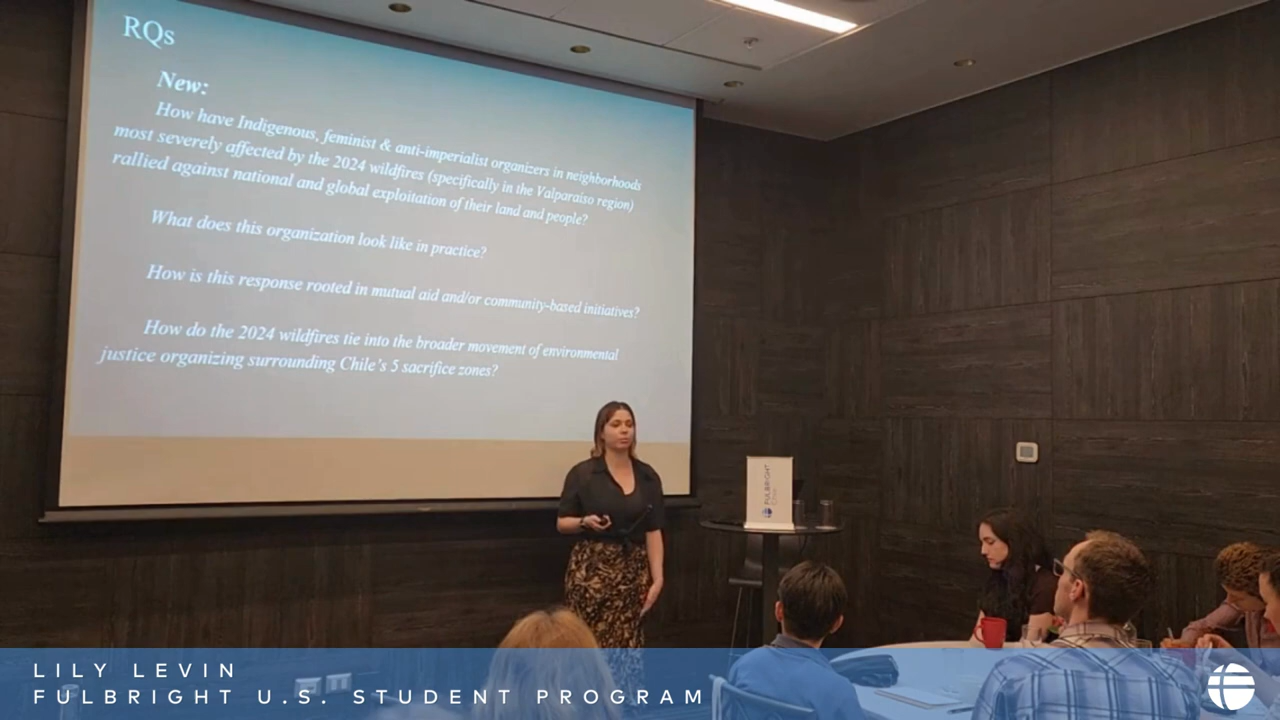 RQs
New:
How have Indigenous, feminist & anti-imperialist organizers in neighborhoods
most severely affected by the 2024 wildfires (specifically in the Valparaíso region)
rallied against national and global exploitation of their land and people?
What does this organization look like in practice?
How is this response rooted in mutual aid and/or community-based initiatives?
How do the 2024 wildfires tie into the broader movement of environmental
justice organizing surrounding Chile's 5 sacrifice zones?
FULBRIGHT
LILY LEVIN
FULBRIGHT U.S. STUDENT PROGRAM